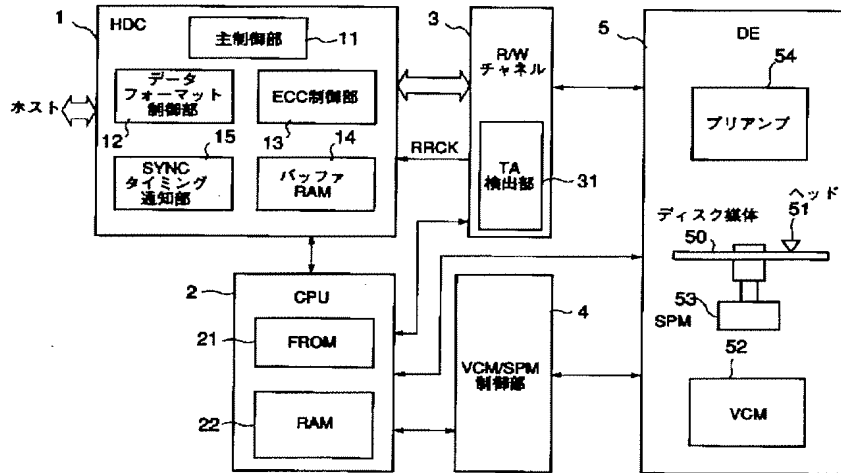 1
HDC
主制御部
11
データ
フォーマット
制御部
12
ECC制御部
13
15
SYNC
タイミング
通知部
14
バッファ
RAM
ホスト
3
R/W
チャネル
RRCK
TA
検出部
31
5
DE
54
プリアンプ
ヘッド
51
ディスク媒体
50
53
SPM
52
VCM
2
CPU
21
FROM
22
RAM
4
VCM/SPM
制御部